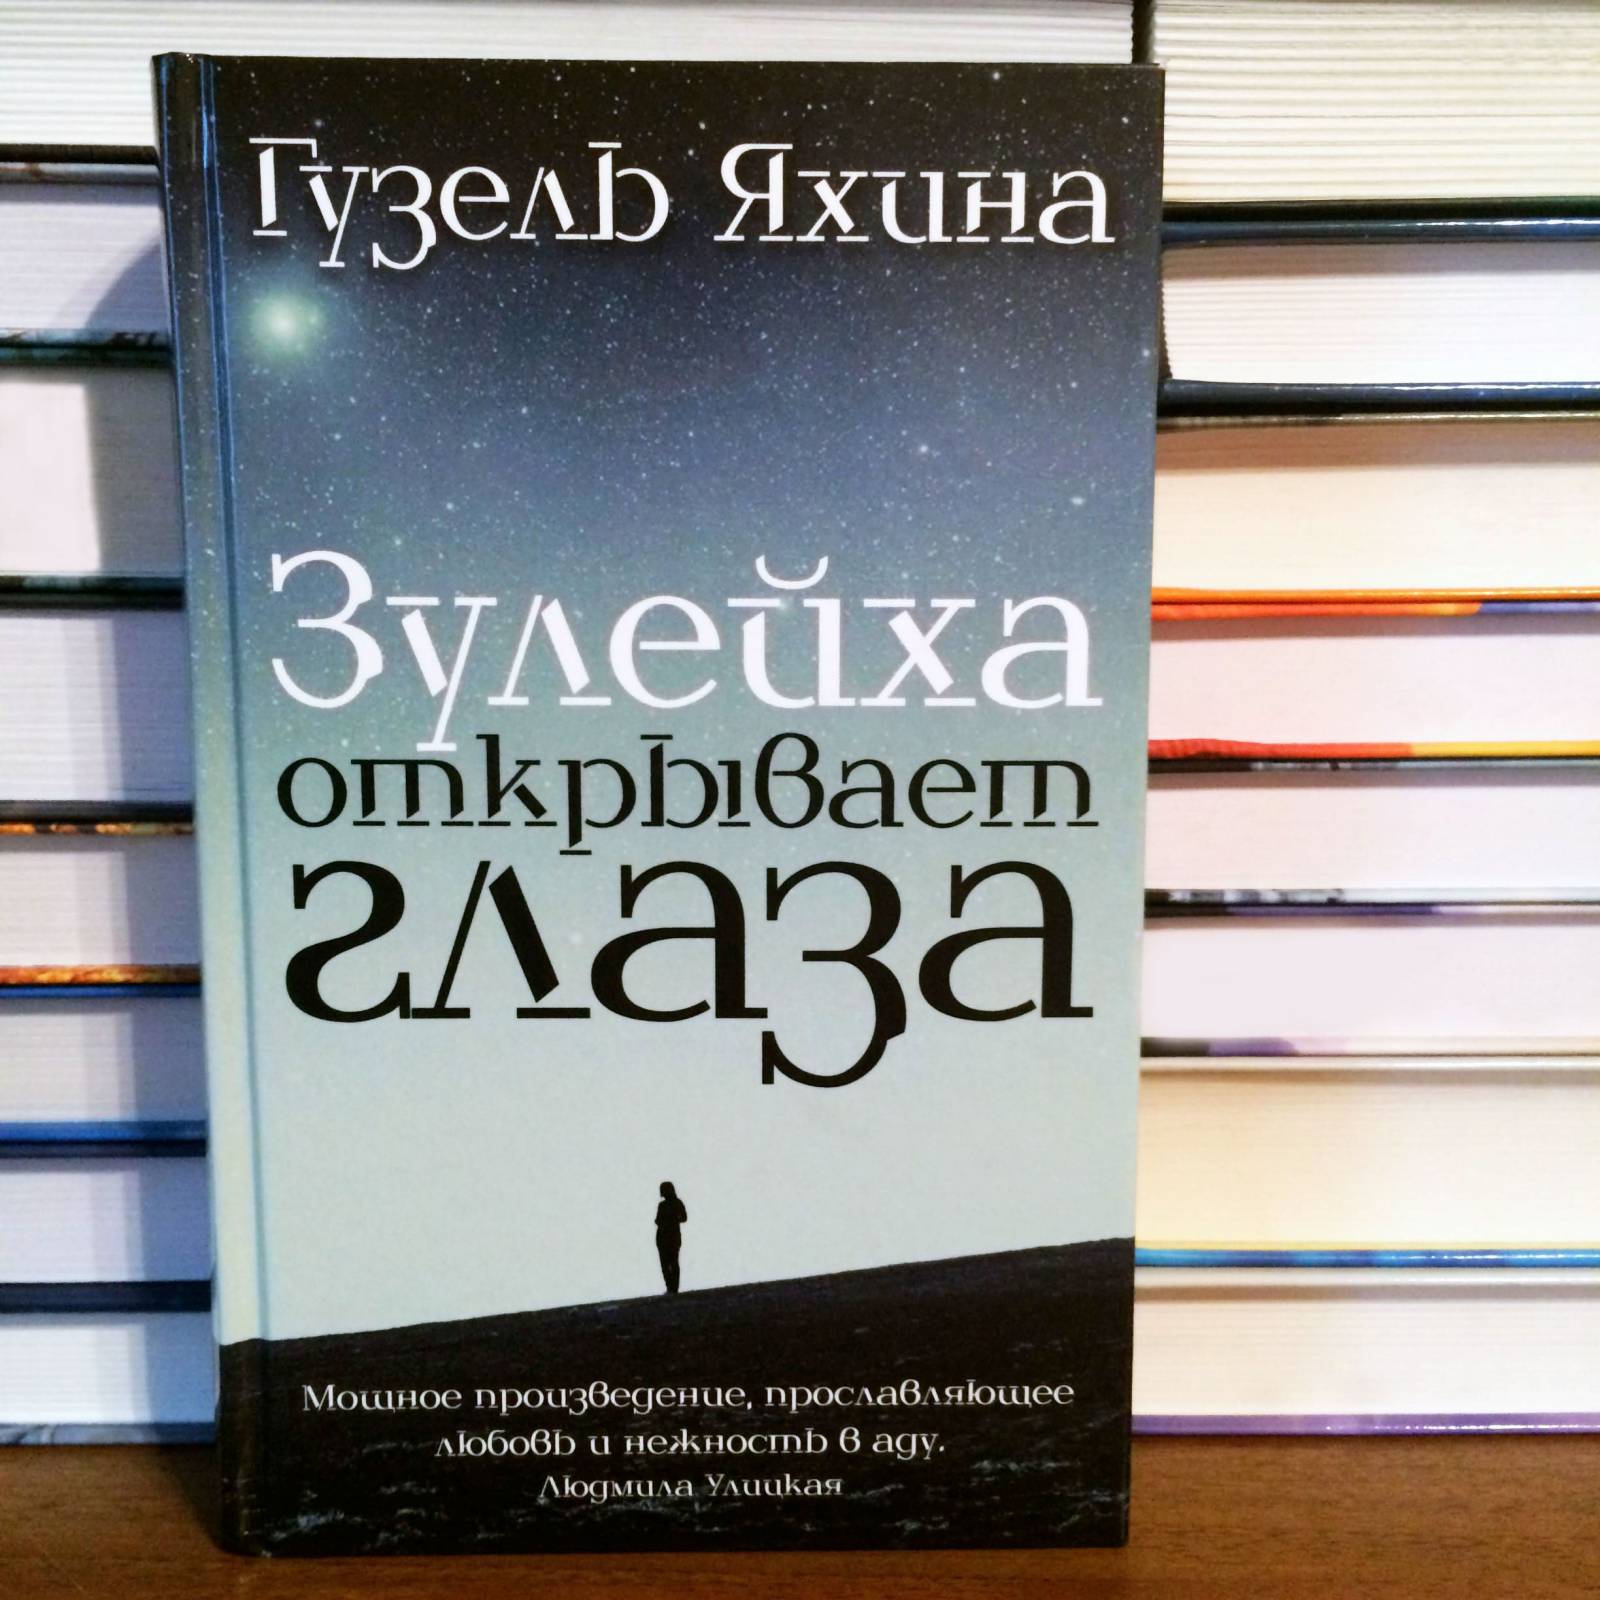 Гузель Яхина
Зулейха
открывает
глаза
Мощное произведение, прославляющее
любовь и нежность в аду.
Людмила Улицкая